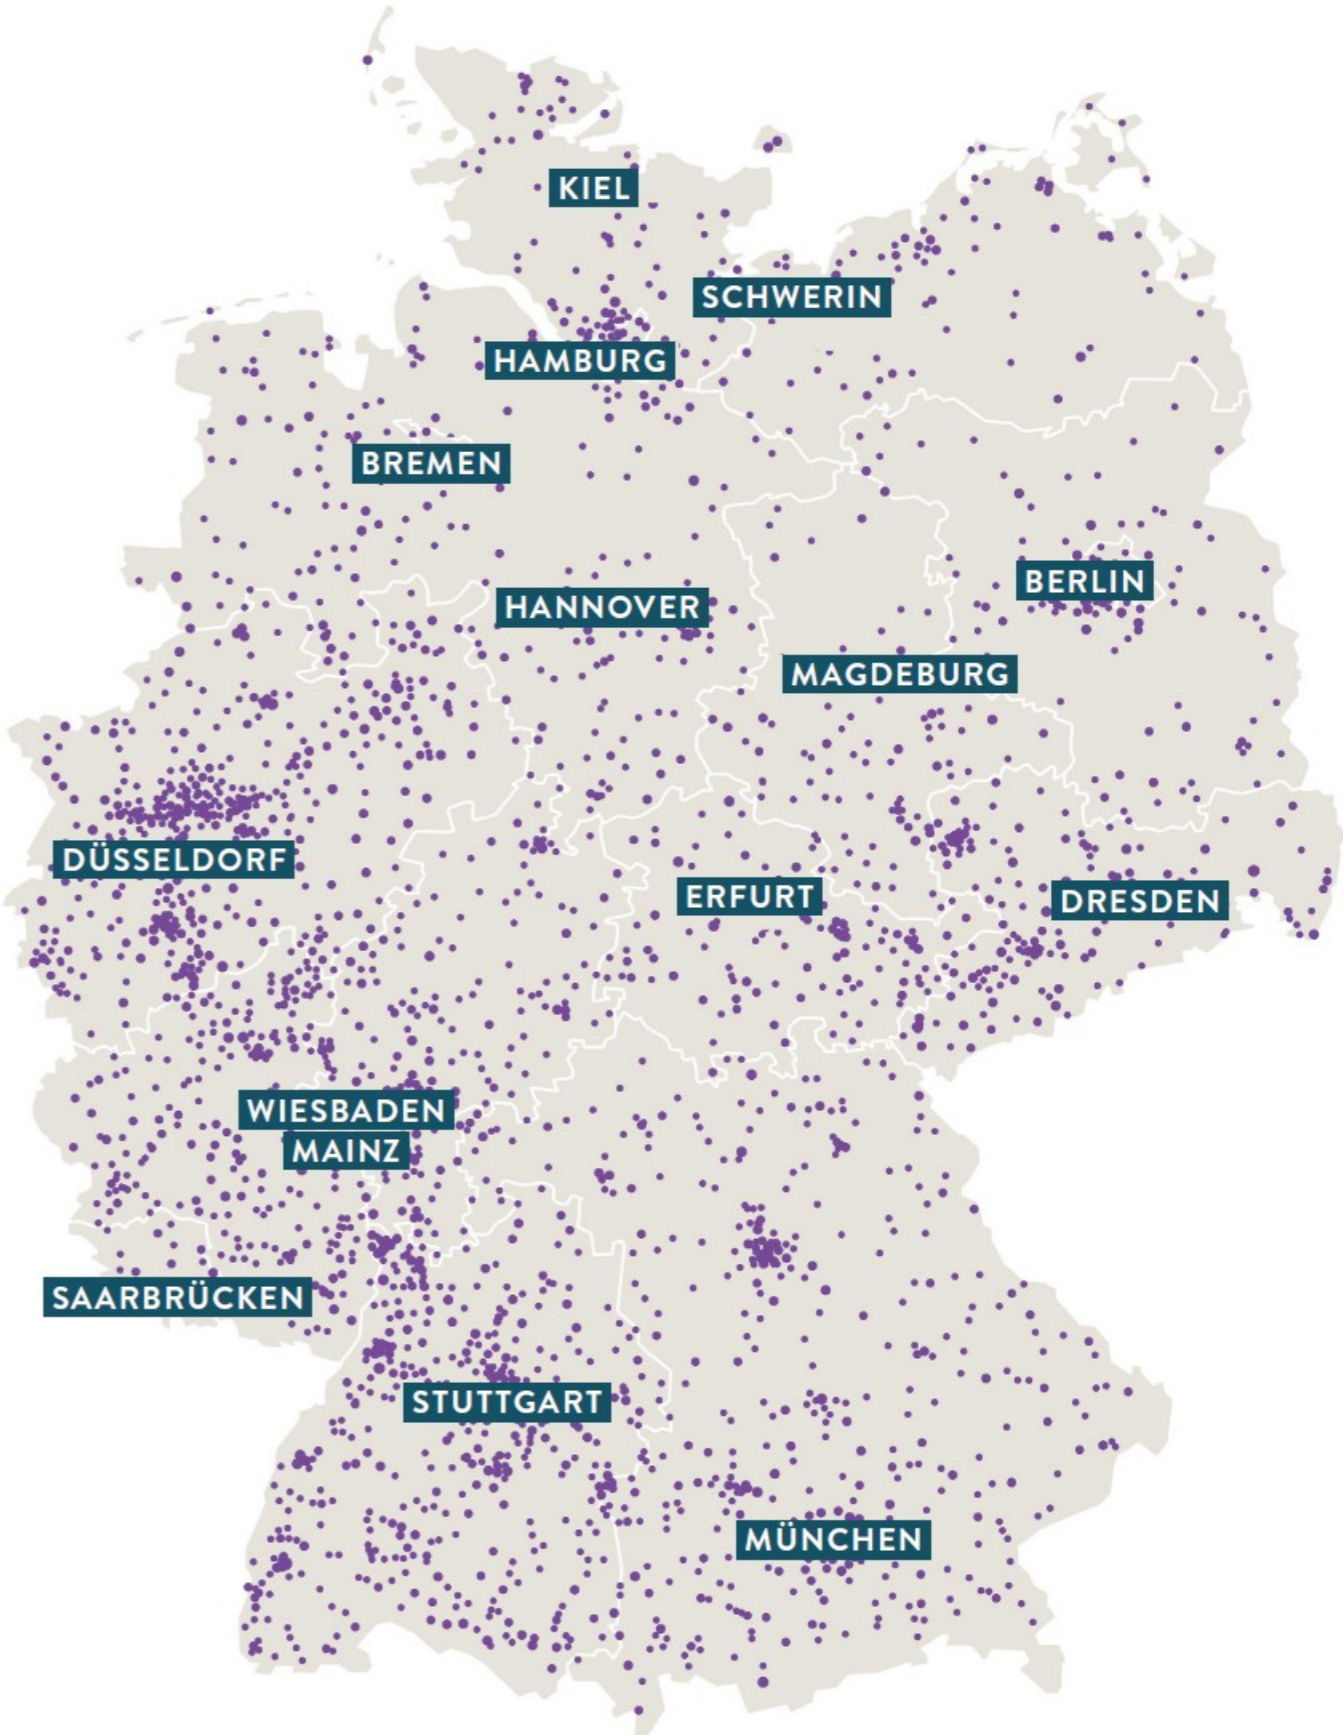 KIEL
SCHWERIN
HAMBURG
BREMEN
BERLIN
HANNOVER
MAGDEBURG
DÜSSELDORF
ERFURT
DRESDEN
WIESBADEN
MAINZ
SAARBRÜCKEN
STUTTGART
MÜNCHEN